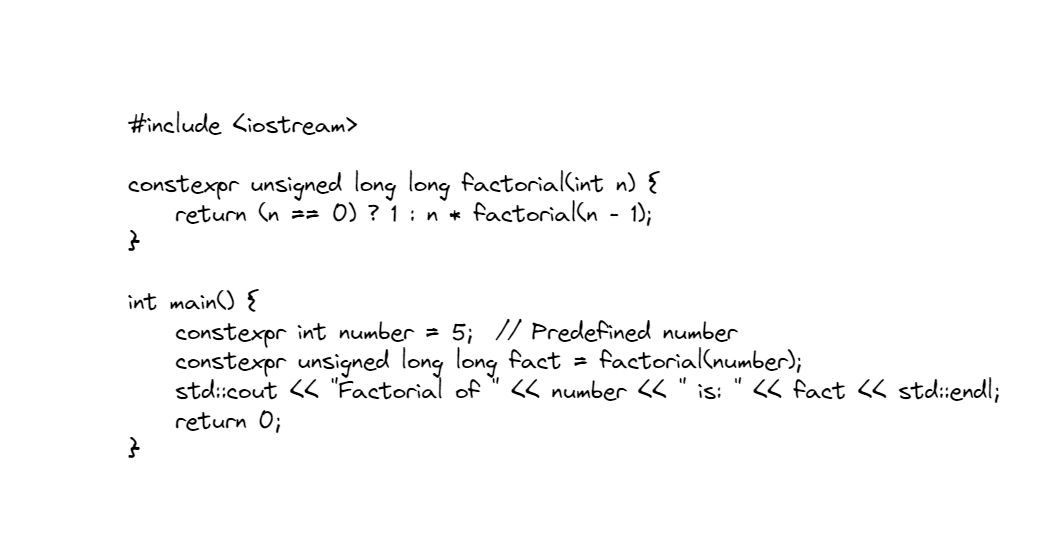 #include <iostream>

constexpr unsigned long long factorial(int n) {
    return (n == 0) ? 1 : n * factorial(n - 1);
}

int main() {
    constexpr int number = 5;  // Predefined number
    constexpr unsigned long long fact = factorial(number);
    std::cout << "Factorial of " << number << " is: " << fact << std::endl;
    return 0;
}